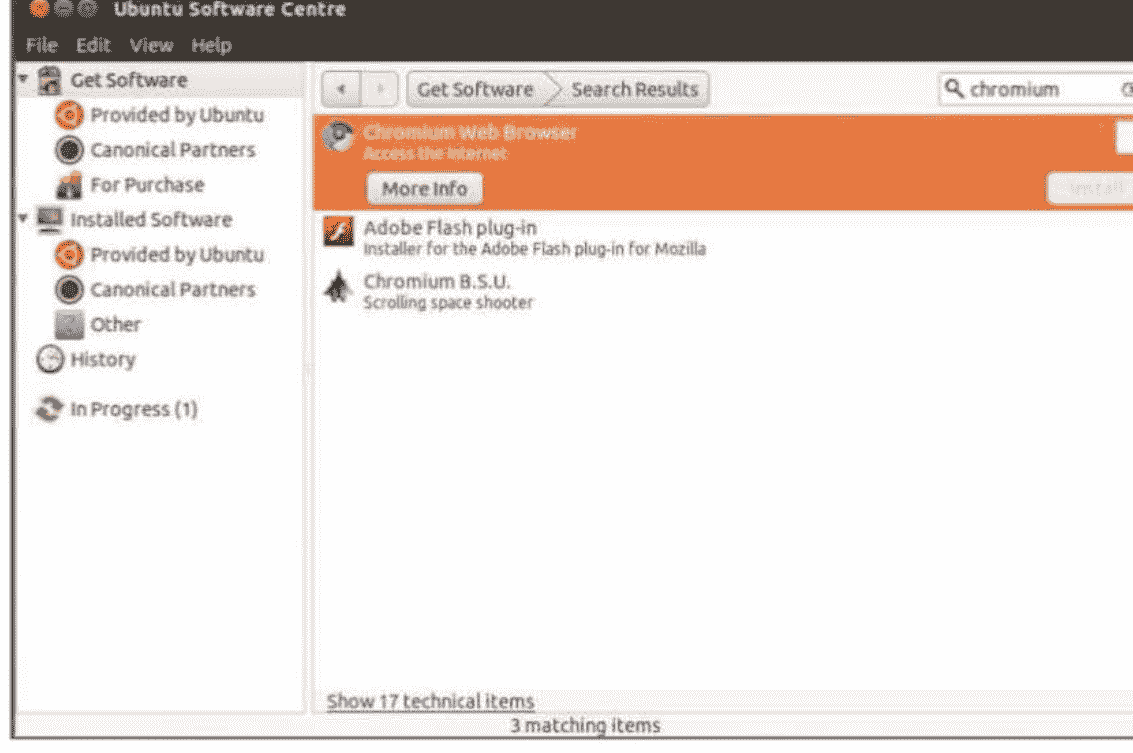 Ubuntu Software Centre
File Edit View Help
Get Software
Provided by Ubuntu
Canonical Partners
For Purchase
Installed Software
Provided by Ubuntu
Canonical Partners
Other
History
In Progress (1)
Get Software Search Results
chromium
Chromium Web Browser
Access the Internet
More Info
Install
Adobe Flash plug-in
Installer for the Adobe Flash plug-in for Mozilla
Chromium B.S.U.
Scrolling space shooter
Show 17 technical items
3 matching items